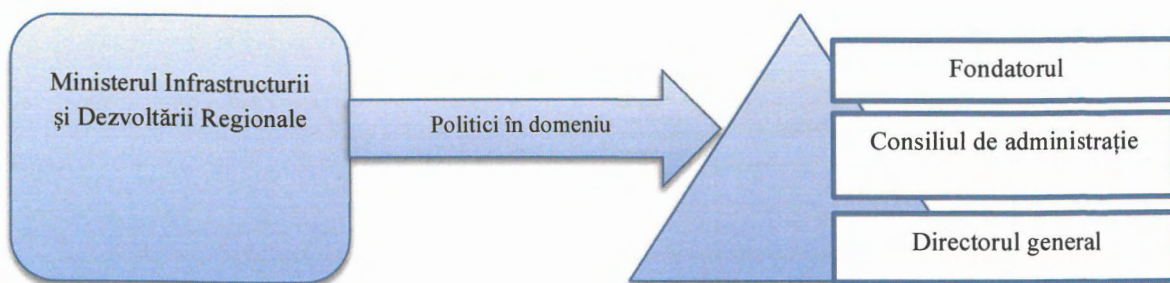 Ministerul Infrastructurii
și Dezvoltării Regionale
Politici în domeniu
Fondatorul
Consiliul de administrație
Directorul general